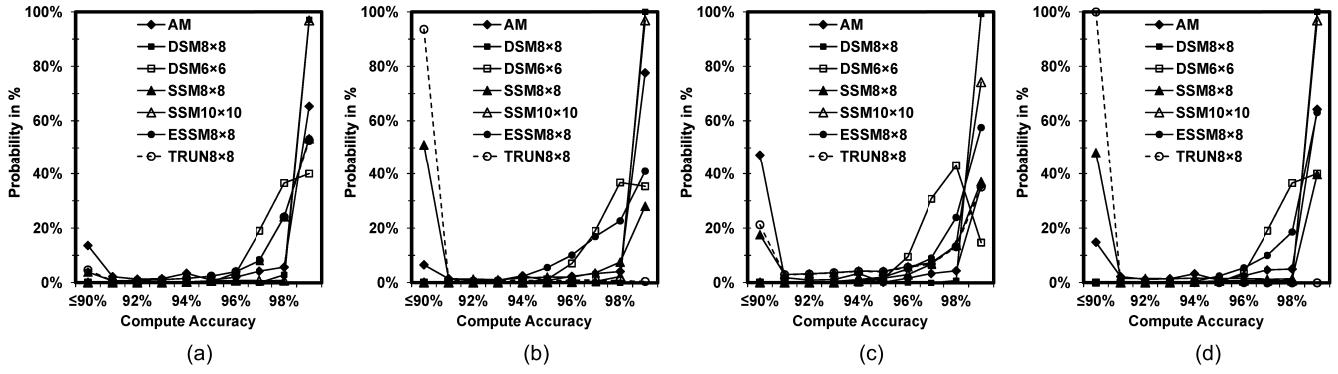 100%
80%
60%
40%
20%
0%
Probability in %
AM
DSM8×8
DSM6×6
SSM8×8
SSM10×10
ESSM8×8
TRUN8×8
≤90% 92% 94% 96% 98%
Compute Accuracy
(a)
100%
80%
60%
40%
20%
0%
Probability in %
AM
DSM8×8
DSM6×6
SSM8×8
SSM10×10
ESSM8×8
TRUN8×8
≤90% 92% 94% 96% 98%
Compute Accuracy
(b)
100%
80%
60%
40%
20%
0%
Probability in %
AM
DSM8×8
DSM6×6
SSM8×8
SSM10×10
ESSM8×8
TRUN8×8
≤90% 92% 94% 96% 98%
Compute Accuracy
(c)
100%
80%
60%
40%
20%
0%
Probability in %
AM
DSM8×8
DSM6×6
SSM8×8
SSM10×10
ESSM8×8
TRUN8×8
≤90% 92% 94% 96% 98%
Compute Accuracy
(d)